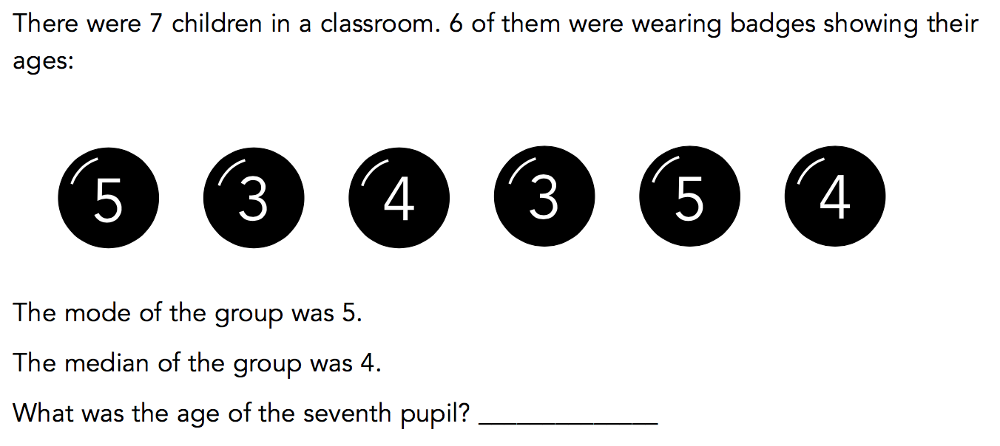 There were 7 children in a classroom. 6 of them were wearing badges showing their
ages:
5 3 4 3 5 4
The mode of the group was 5.
The median of the group was 4.
What was the age of the seventh pupil? ____________